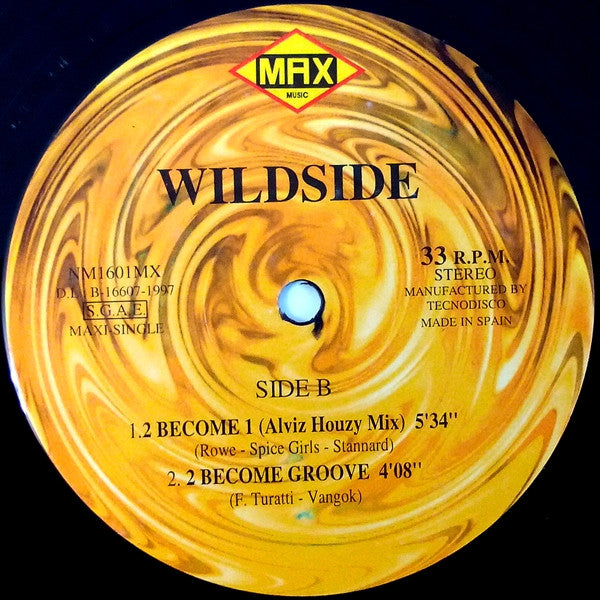 MAX
MUSIC
WILDSIDE
NM1601MX
D.L. B-16607-1997
S.G.A.E.
MAXI-SINGLE
33 R.P.M.
STEREO
MANUFACTURED BY
TECNODISCO
MADE IN SPAIN
SIDE B
1.2 BECOME 1 (Alviz Houzy Mix) 5'34''
(Rowe - Spice Girls - Stannard)
2. 2 BECOME GROOVE 4'08''
(F. Turatti - Vangok)